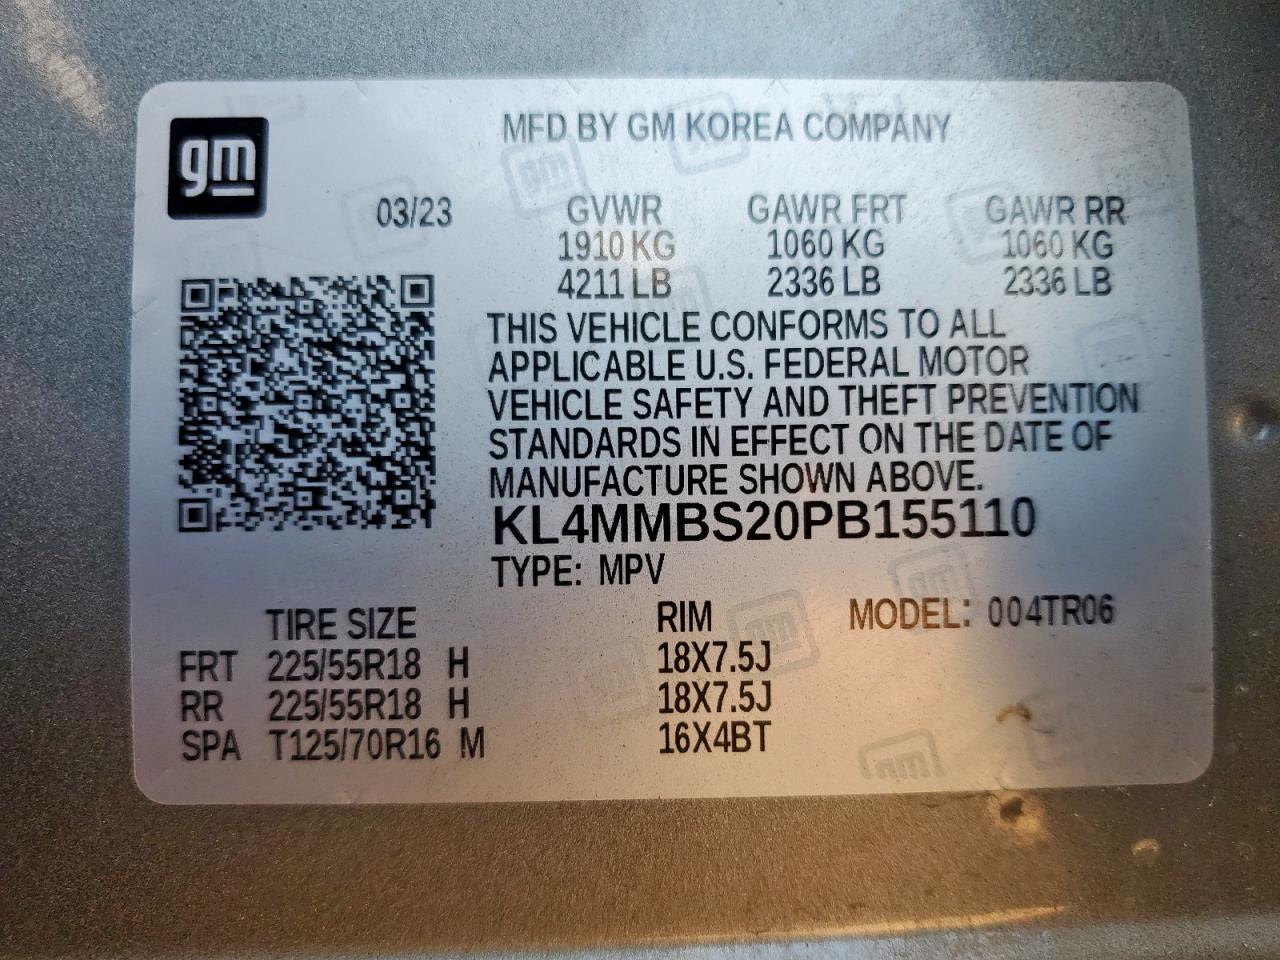 gm
MFD BY GM KOREA COMPANY
03/23
GVWR GAWR FRT GAWR RR
1910 KG 1060 KG 1060 KG
4211 LB 2336 LB 2336 LB
THIS VEHICLE CONFORMS TO ALL
APPLICABLE U.S. FEDERAL MOTOR
VEHICLE SAFETY AND THEFT PREVENTION
STANDARDS IN EFFECT ON THE DATE OF
MANUFACTURE SHOWN ABOVE.
KL4MMBS20PB155110
TYPE: MPV
TIRE SIZE RIM MODEL: 004TR06
FRT 225/55R18 H 18X7.5J
RR 225/55R18 H 18X7.5J
SPA T125/70R16 M 16X4BT